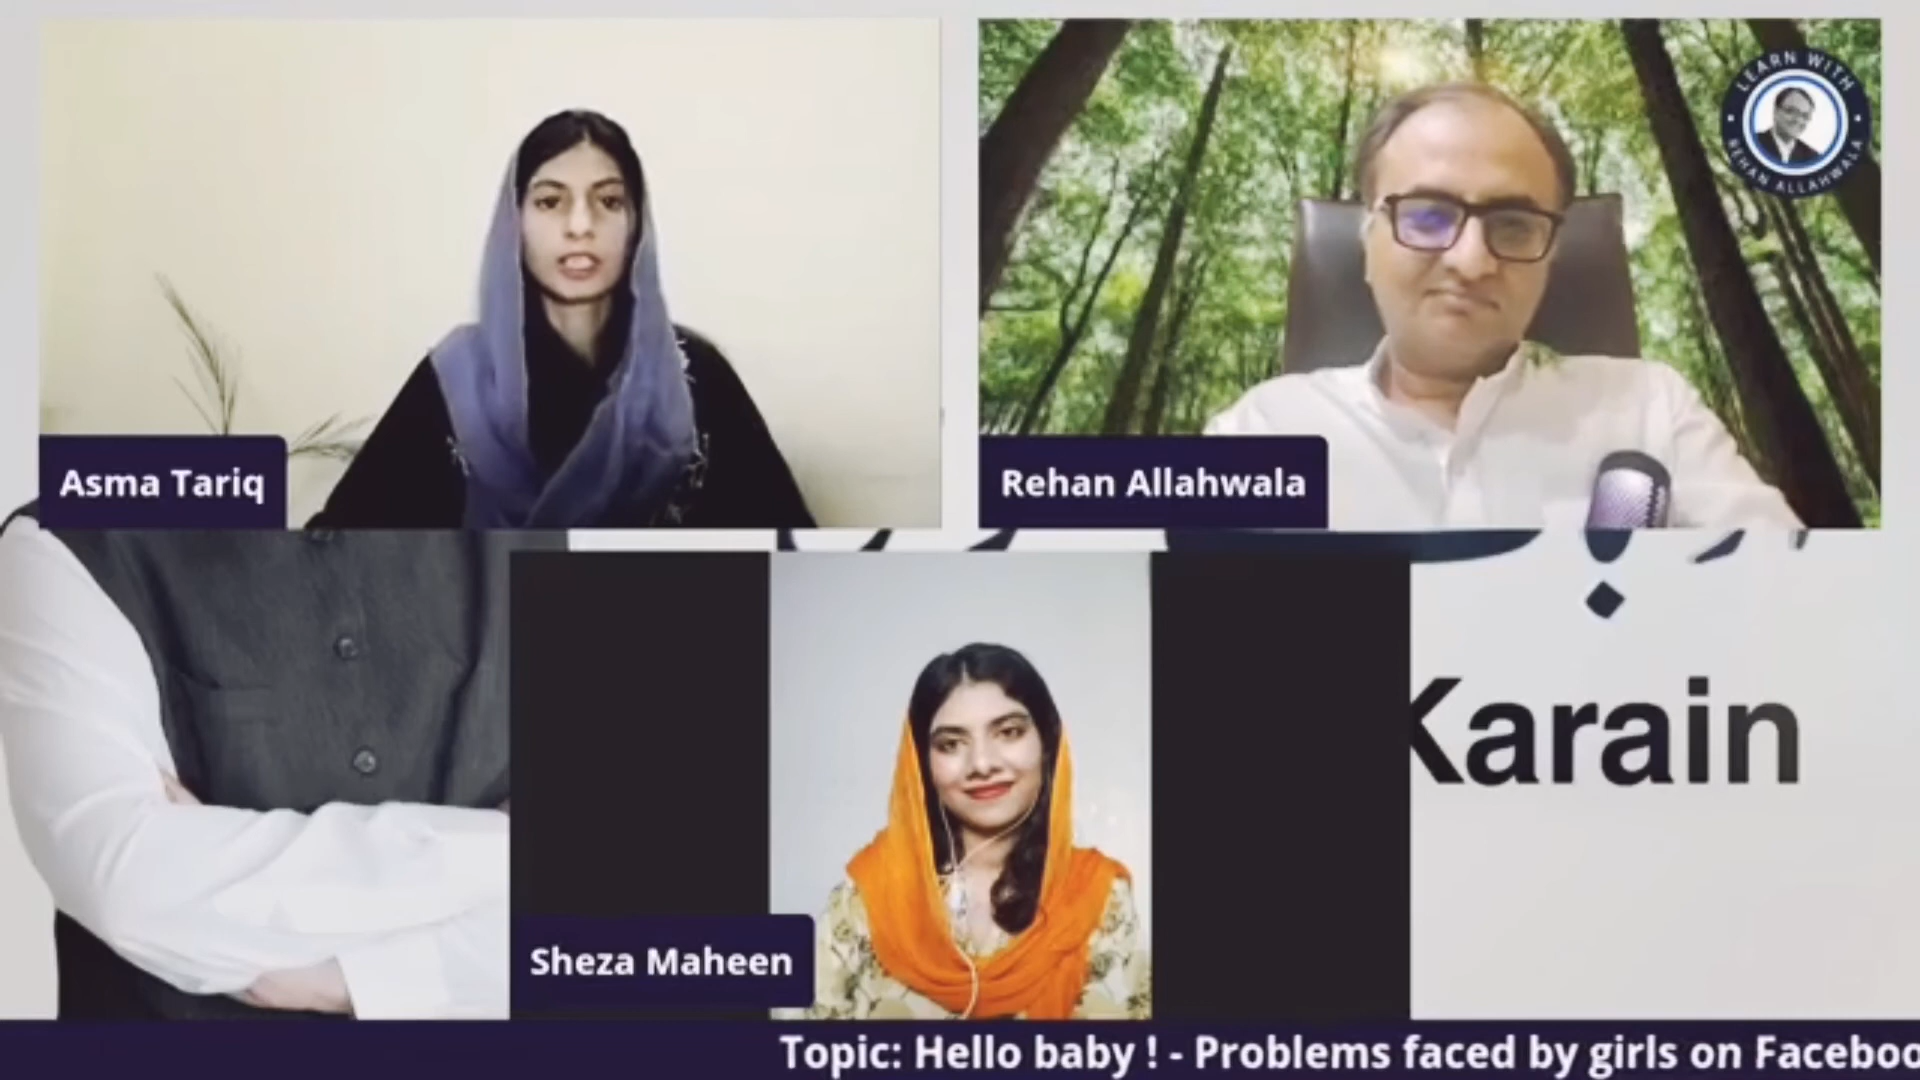 LEARN WITH
REHAN ALLAHWALA
Asma Tariq
Rehan Allahwala
Karain
Sheza Maheen
Topic: Hello baby ! - Problems faced by girls on Faceboo